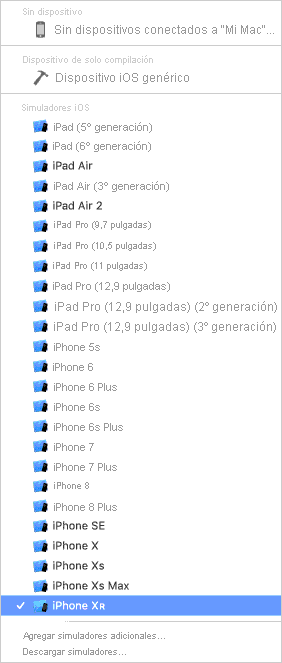 Sin dispositivo
Sin dispositivos conectados a "Mi Mac"...
Dispositivo de solo compilación
Dispositivo iOS genérico
Simuladores iOS
iPad (5º generación)
iPad (6º generación)
iPad Air
iPad Air (3º generación)
iPad Air 2
iPad Pro (9,7 pulgadas)
iPad Pro (10,5 pulgadas)
iPad Pro (11 pulgadas)
iPad Pro (12,9 pulgadas)
iPad Pro (12,9 pulgadas) (2º generación)
iPad Pro (12,9 pulgadas) (3º generación)
iPhone 5s
iPhone 6
iPhone 6 Plus
iPhone 6s
iPhone 6s Plus
iPhone 7
iPhone 7 Plus
iPhone 8
iPhone 8 Plus
iPhone SE
iPhone X
iPhone Xs
iPhone Xs Max
✓ iPhone Xʀ
Agregar simuladores adicionales...
Descargar simuladores...